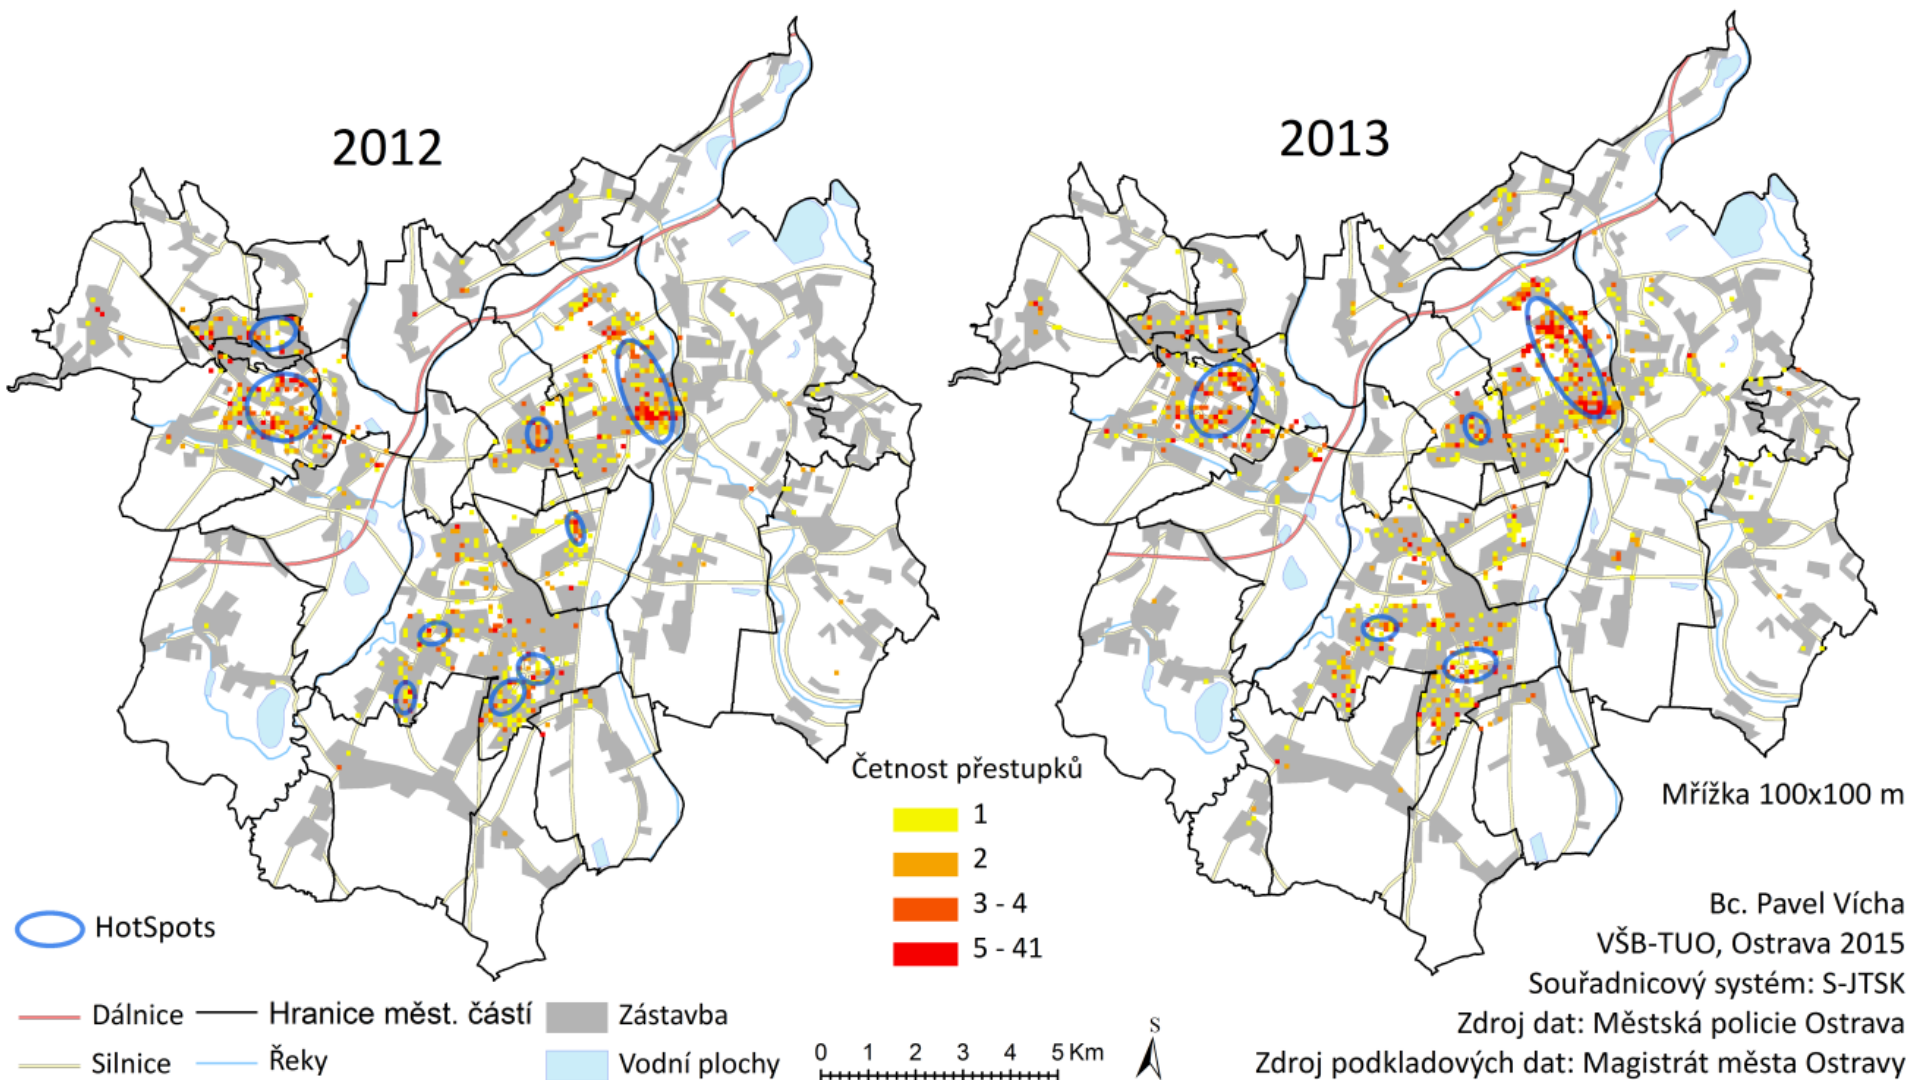 2012
2013
Četnost přestupků
1
2
3 - 4
5 - 41
Mřížka 100x100 m
HotSpots
Dálnice
Hranice měst. částí
Zástavba
Silnice
Řeky
Vodní plochy
0 1 2 3 4 5 Km
S
Bc. Pavel Vícha
VŠB-TUO, Ostrava 2015
Souřadnicový systém: S-JTSK
Zdroj dat: Městská policie Ostrava
Zdroj podkladových dat: Magistrát města Ostravy